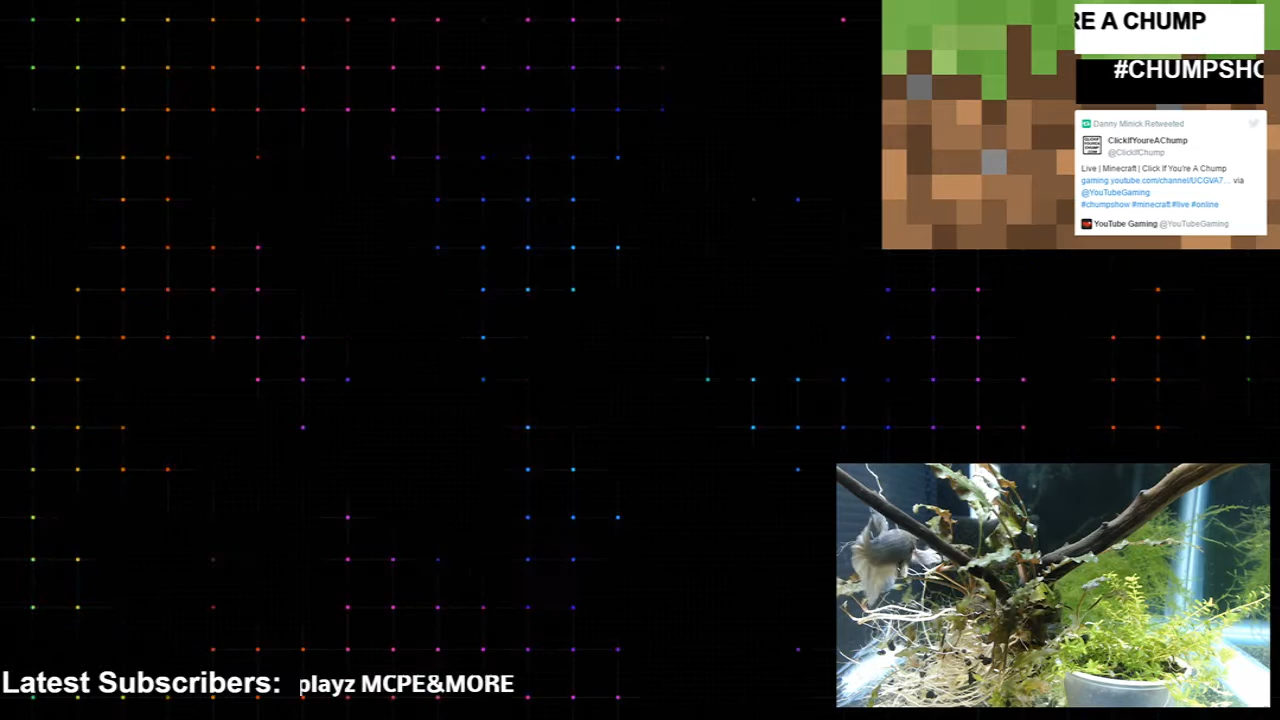 RE A CHUMP
#CHUMPSHO
Danny Minick Retweeted
ClickIfYoureAChump
@ClickIfChump
Live | Minecraft | Click If You're A Chump
gaming.youtube.com/channel/UCGVA7... via
@YouTubeGaming
#chumpshow #minecraft #live #online
YouTube Gaming @YouTubeGaming
Latest Subscribers: playz MCPE&MORE